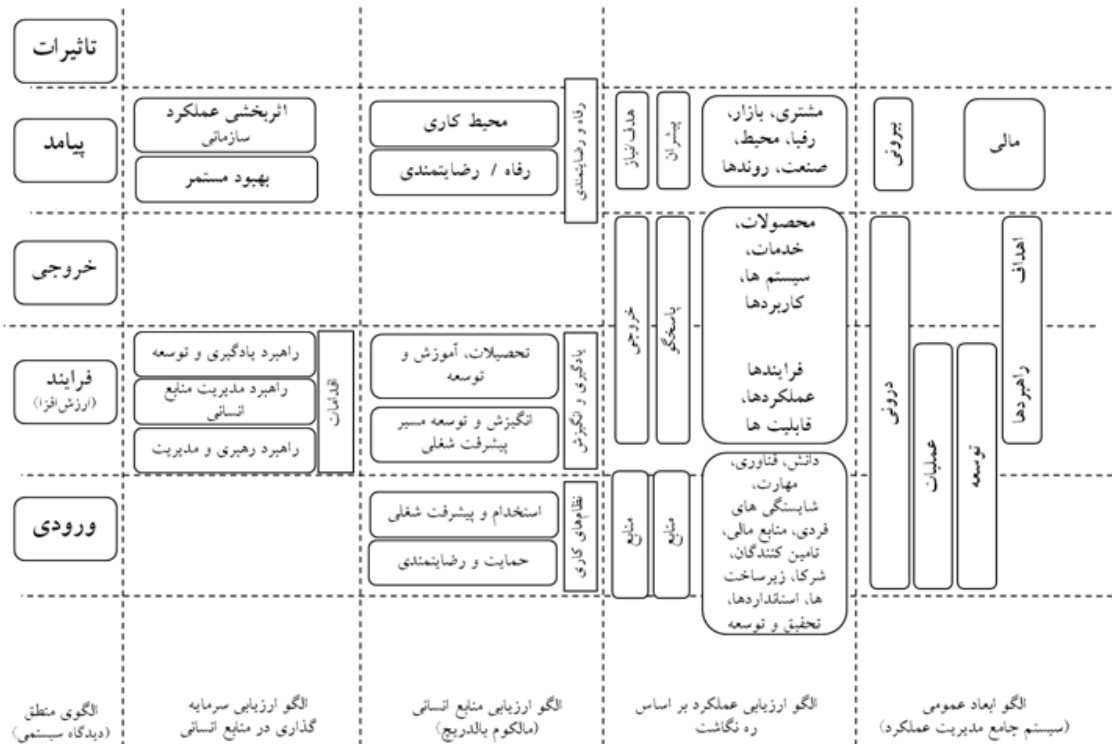 تاثیرات
پیامد
خروجی
فرایند
(ارزش‌افزا)
ورودی
الگوی منطق
(دیدگاه سیستمی)
اثربخشی عملکرد
سازمانی
بهبود مستمر
راهبرد یادگیری و توسعه
راهبرد مدیریت منابع
انسانی
راهبرد رهبری و مدیریت
اقدامات
الگو ارزیابی سرمایه
گذاری در منابع انسانی
محیط کاری
رفاه / رضایتمندی
رفاه و رضایتمندی
تحصیلات، آموزش و
توسعه
انگیزش و توسعه مسیر
پیشرفت شغلی
یادگیری و انگیزش
استخدام و پیشرفت شغلی
حمایت و رضایتمندی
نظام‌های کاری
الگو ارزیابی منابع انسانی
(مالکوم بالدریج)
هدف/نیاز
پیشران
مشتری، بازار،
رقبا، محیط،
صنعت، روندها
خروجی
پاسخگو
محصولات،
خدمات،
سیستم ها،
کاربردها
فرایندها
عملکردها،
قابلیت ها
منابع
منابع
دانش، فناوری،
مهارت،
شایستگی های
فردی، منابع مالی،
تامین کنندگان،
شرکا، زیرساخت
ها، استانداردها،
تحقیق و توسعه
الگو ارزیابی عملکرد بر اساس
ره نگاشت
بیرونی
مالی
درونی
عملیات
توسعه
اهداف
راهبردها
الگو ابعاد عمومی
(سیستم جامع مدیریت عملکرد)